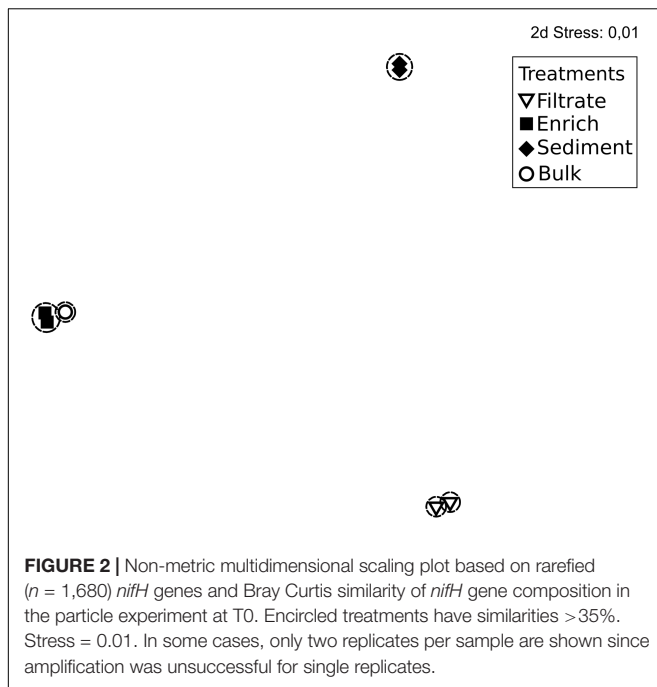 2d Stress: 0,01
Treatments
Filtrate
Enrich
Sediment
Bulk
FIGURE 2 | Non-metric multidimensional scaling plot based on rarefied
(n = 1,680) nifH genes and Bray Curtis similarity of nifH gene composition in
the particle experiment at T0. Encircled treatments have similarities >35%.
Stress = 0.01. In some cases, only two replicates per sample are shown since
amplification was unsuccessful for single replicates.